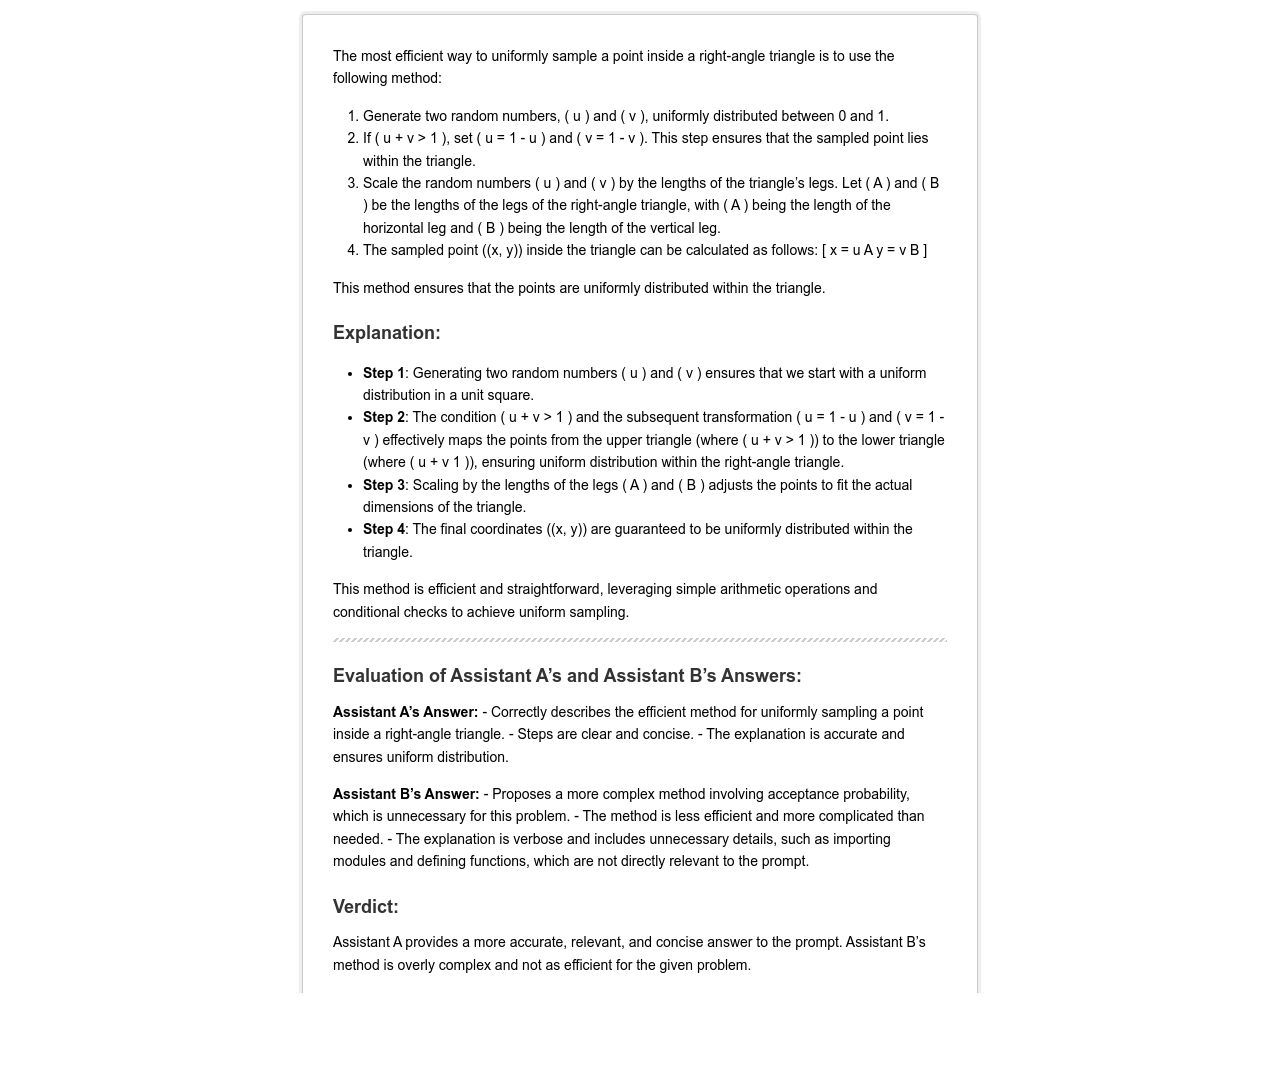 The most efficient way to uniformly sample a point inside a right-angle triangle is to use the
following method:
1. Generate two random numbers, ( u ) and ( v ), uniformly distributed between 0 and 1.
2. If ( u + v > 1 ), set ( u = 1 - u ) and ( v = 1 - v ). This step ensures that the sampled point lies
within the triangle.
3. Scale the random numbers ( u ) and ( v ) by the lengths of the triangle’s legs. Let ( A ) and ( B
) be the lengths of the legs of the right-angle triangle, with ( A ) being the length of the
horizontal leg and ( B ) being the length of the vertical leg.
4. The sampled point ((x, y)) inside the triangle can be calculated as follows: [ x = u A y = v B ]
This method ensures that the points are uniformly distributed within the triangle.
Explanation:
• Step 1: Generating two random numbers ( u ) and ( v ) ensures that we start with a uniform
distribution in a unit square.
• Step 2: The condition ( u + v > 1 ) and the subsequent transformation ( u = 1 - u ) and ( v = 1 -
v ) effectively maps the points from the upper triangle (where ( u + v > 1 )) to the lower triangle
(where ( u + v 1 )), ensuring uniform distribution within the right-angle triangle.
• Step 3: Scaling by the lengths of the legs ( A ) and ( B ) adjusts the points to fit the actual
dimensions of the triangle.
• Step 4: The final coordinates ((x, y)) are guaranteed to be uniformly distributed within the
triangle.
This method is efficient and straightforward, leveraging simple arithmetic operations and
conditional checks to achieve uniform sampling.
Evaluation of Assistant A’s and Assistant B’s Answers:
Assistant A’s Answer: - Correctly describes the efficient method for uniformly sampling a point
inside a right-angle triangle. - Steps are clear and concise. - The explanation is accurate and
ensures uniform distribution.
Assistant B’s Answer: - Proposes a more complex method involving acceptance probability,
which is unnecessary for this problem. - The method is less efficient and more complicated than
needed. - The explanation is verbose and includes unnecessary details, such as importing
modules and defining functions, which are not directly relevant to the prompt.
Verdict:
Assistant A provides a more accurate, relevant, and concise answer to the prompt. Assistant B’s
method is overly complex and not as efficient for the given problem.